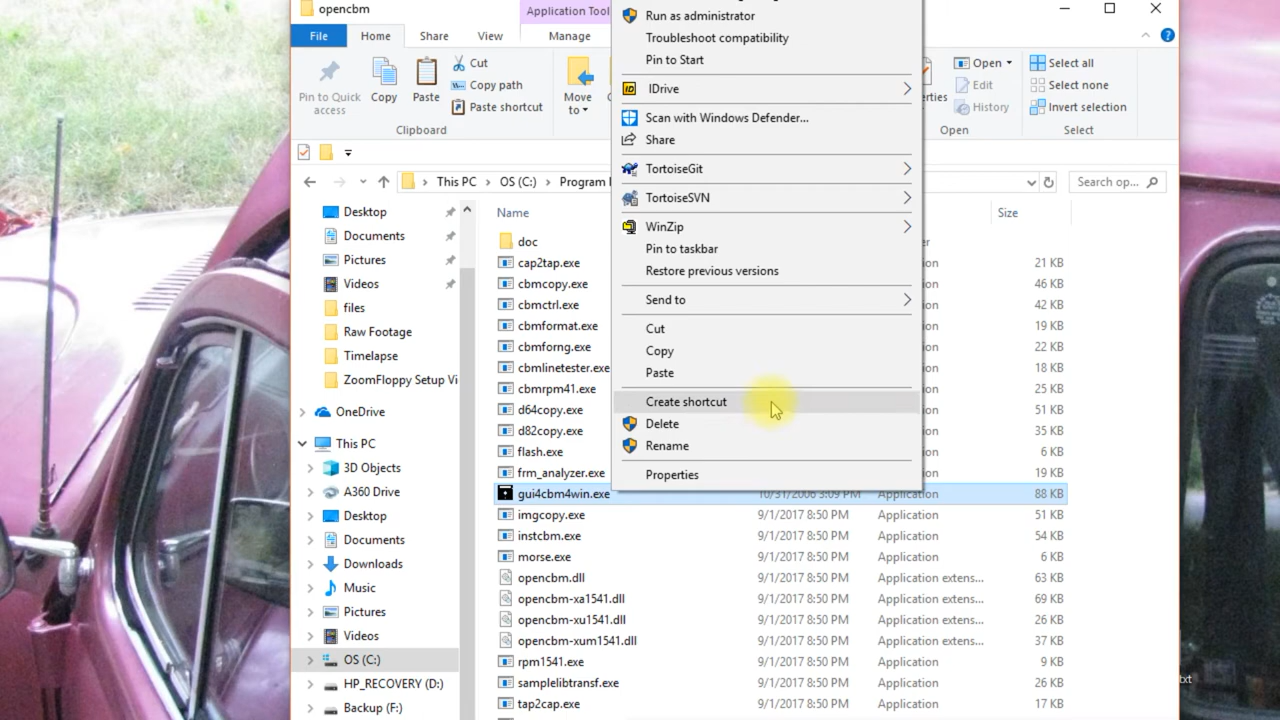 opencbm
Application Tool
File
Home
Share
View
Manage
Pin to Quick
access
Copy
Paste
Cut
Copy path
Paste shortcut
Clipboard
Move
to
erties
Open
Edit
History
Open
Select all
Select none
Invert selection
Select
This PC
OS (C:)
Program
Search op...
Desktop
Documents
Pictures
Videos
files
Raw Footage
Timelapse
ZoomFloppy Setup Vi
OneDrive
This PC
3D Objects
A360 Drive
Desktop
Documents
Downloads
Music
Pictures
Videos
OS (C:)
HP_RECOVERY (D:)
Backup (F:)
Name
Size
doc
cap2tap.exe 21 KB
cbmcopy.exe 46 KB
cbmctrl.exe 42 KB
cbmformat.exe 19 KB
cbmforng.exe 22 KB
cbmlinetester.exe 18 KB
cbmrpm41.exe 25 KB
d64copy.exe 51 KB
d82copy.exe 35 KB
flash.exe 6 KB
frm_analyzer.exe 19 KB
gui4cbm4win.exe 10/31/2006 3:09 PM Application 88 KB
imgcopy.exe 9/1/2017 8:50 PM Application 51 KB
instcbm.exe 9/1/2017 8:50 PM Application 54 KB
morse.exe 9/1/2017 8:50 PM Application 6 KB
opencbm.dll 9/1/2017 8:50 PM Application extens... 63 KB
opencbm-xa1541.dll 9/1/2017 8:50 PM Application extens... 69 KB
opencbm-xu1541.dll 9/1/2017 8:50 PM Application extens... 26 KB
opencbm-xum1541.dll 9/1/2017 8:50 PM Application extens... 37 KB
rpm1541.exe 9/1/2017 8:50 PM Application 9 KB
samplelibtransf.exe 9/1/2017 8:50 PM Application 26 KB
tap2cap.exe 9/1/2017 8:50 PM Application 17 KB
Run as administrator
Troubleshoot compatibility
Pin to Start
IDrive
Scan with Windows Defender...
Share
TortoiseGit
TortoiseSVN
WinZip
Pin to taskbar
Restore previous versions
Send to
Cut
Copy
Paste
Create shortcut
Delete
Rename
Properties
txt